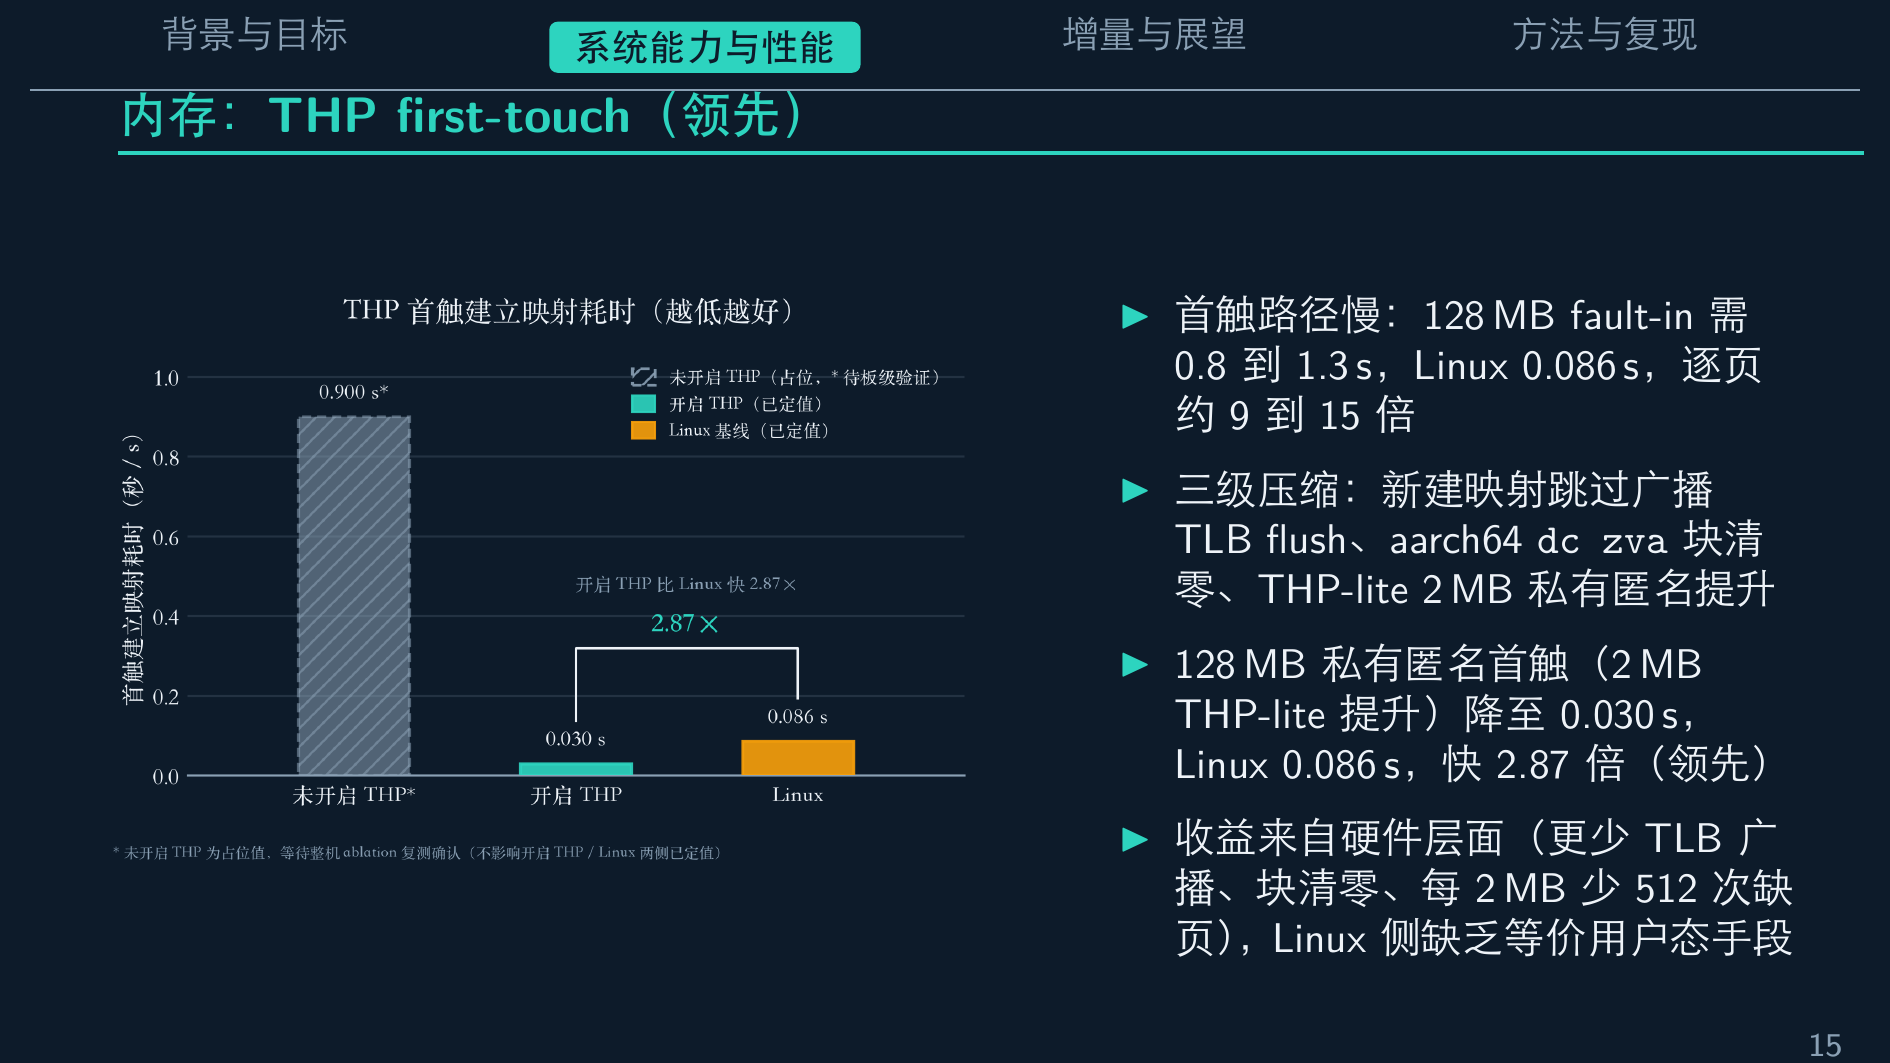 背景与目标
系统能力与性能
增量与展望
方法与复现
内存：THP first-touch（领先）
THP 首触建立映射耗时（越低越好）
首触建立映射耗时（秒 / s）
1.0
0.8
0.6
0.4
0.2
0.0
未开启 THP（占位，* 待板级验证）
开启 THP（已定值）
Linux 基线（已定值）
0.900 s*
开启 THP 比 Linux 快 2.87×
2.87×
0.030 s
0.086 s
未开启 THP*
开启 THP
Linux
* 未开启 THP 为占位值，等待整机 ablation 复测确认（不影响开启 THP / Linux 两侧已定值）
▶ 首触路径慢：128 MB fault-in 需
0.8 到 1.3 s，Linux 0.086 s，逐页
约 9 到 15 倍
▶ 三级压缩：新建映射跳过广播
TLB flush、aarch64 dc zva 块清
零、THP-lite 2 MB 私有匿名提升
▶ 128 MB 私有匿名首触（2 MB
THP-lite 提升）降至 0.030 s，
Linux 0.086 s，快 2.87 倍（领先）
▶ 收益来自硬件层面（更少 TLB 广
播、块清零、每 2 MB 少 512 次缺
页），Linux 侧缺乏等价用户态手段
15